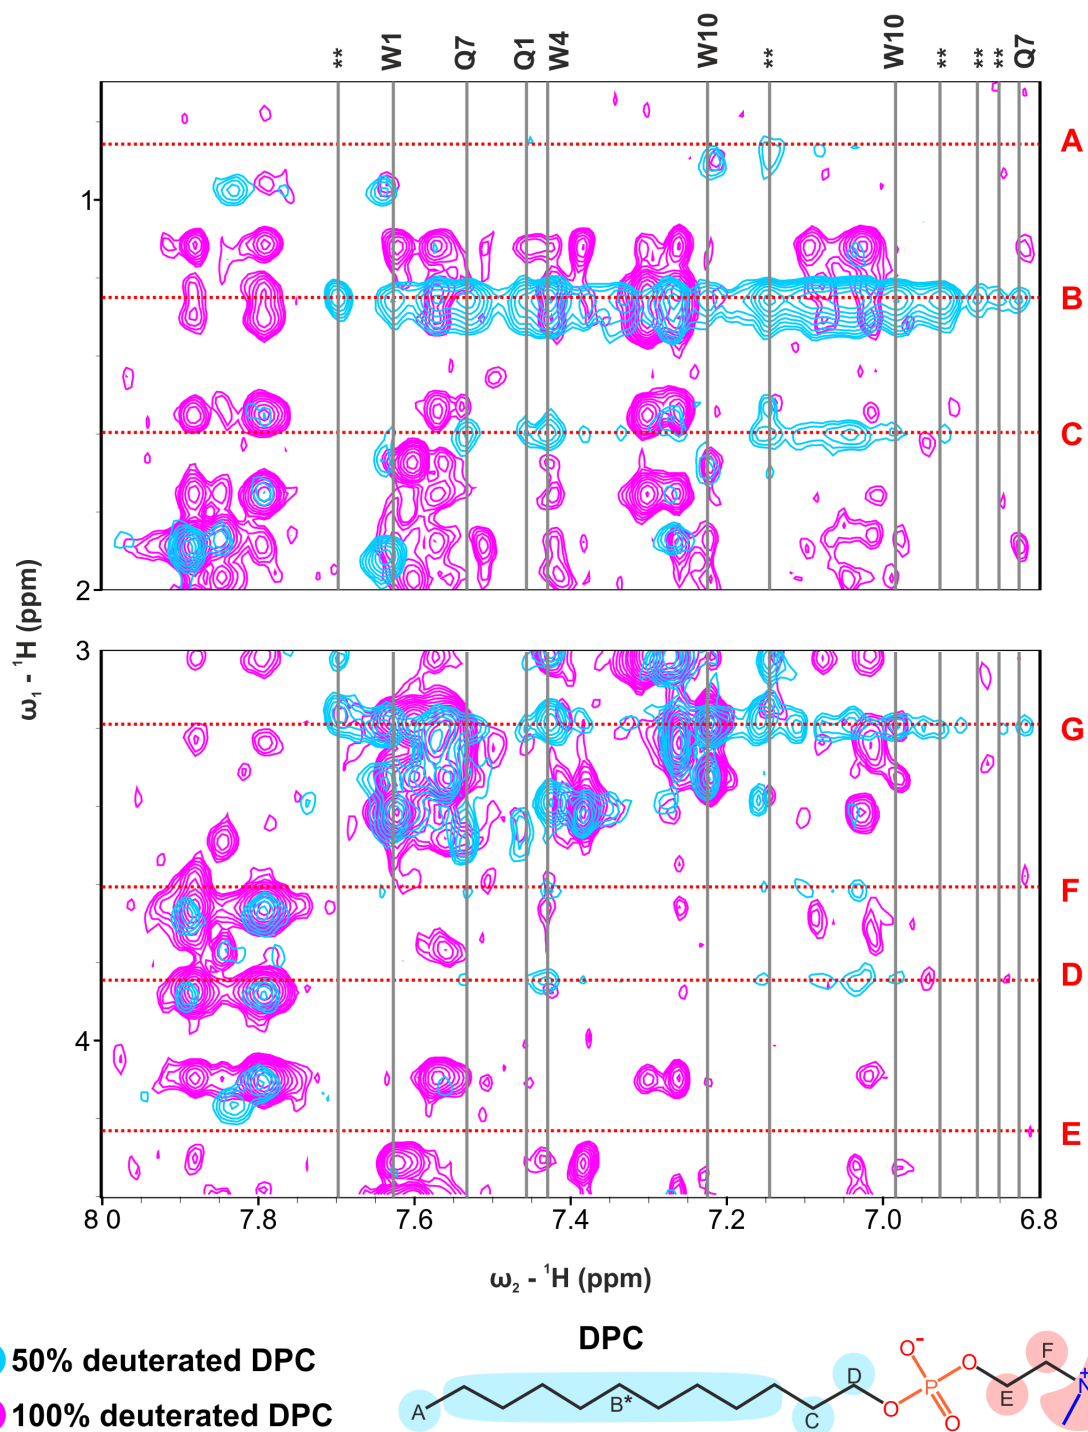 ** W1 Q7 Q1 W4 W10 ** W10 ** ** ** Q7
A
1
B
C
2
3
G
F
D
4
E
8 0 7.8 7.6 7.4 7.2 7.0 6.8
ω1 - 1H (ppm)
ω2 - 1H (ppm)
DPC
50% deuterated DPC
100% deuterated DPC
A B* C D O P O- O O E F N+